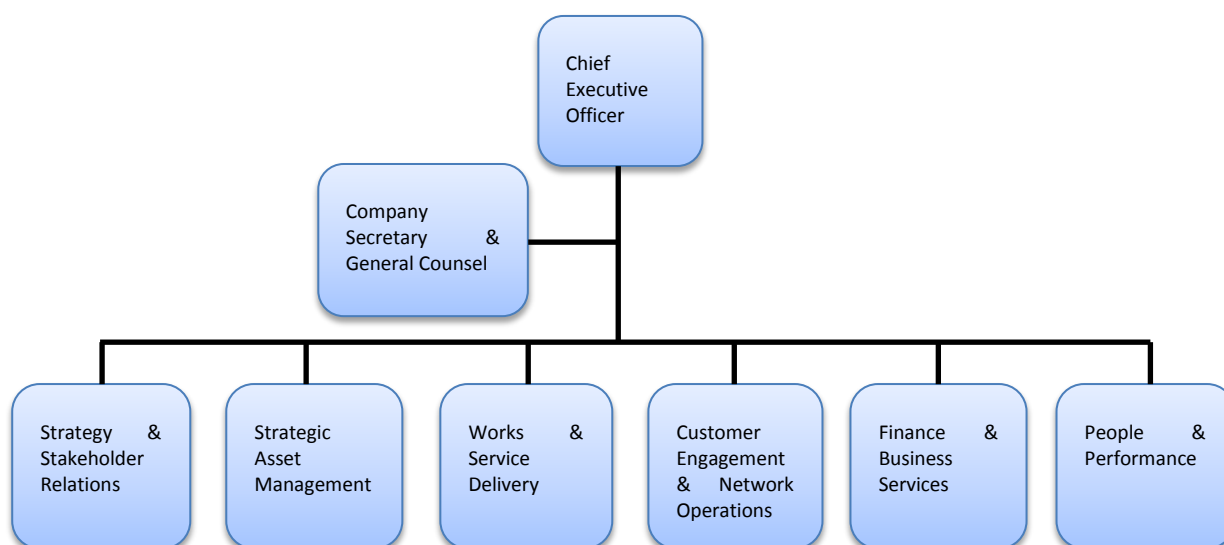 Chief
Executive
Officer
Company
Secretary &
General Counsel
Strategy &
Stakeholder
Relations
Strategic
Asset
Management
Works &
Service
Delivery
Customer
Engagement
& Network
Operations
Finance &
Business
Services
People &
Performance